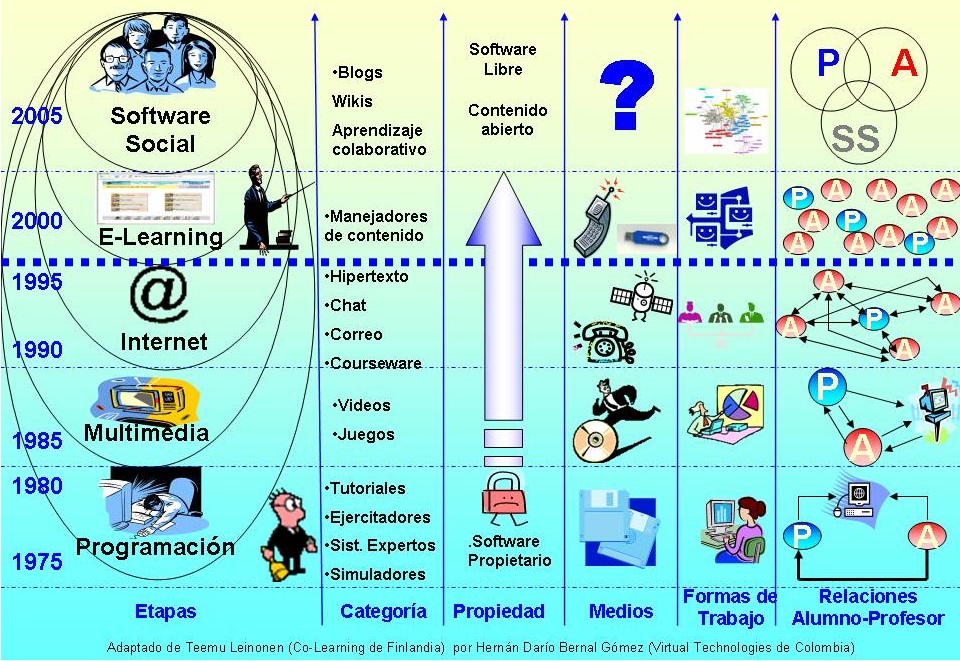 2005
Software
Social
•Blogs
Wikis
Aprendizaje
colaborativo
Software
Libre
Contenido
abierto
?
P
A
SS
2000
E-Learning
•Manejadores
de contenido
P A A A
A P A
A A A P A
1995
1990
@
Internet
•Hipertexto
•Chat
•Correo
•Courseware
A
A
A P
A
1985
Multimedia
•Videos
•Juegos
P
A
1980
1975
Programación
•Tutoriales
•Ejercitadores
•Sist. Expertos
•Simuladores
.Software
Propietario
P
A
Etapas
Categoría
Propiedad
Medios
Formas de
Trabajo
Relaciones
Alumno-Profesor
Adaptado de Teemu Leinonen (Co-Learning de Finlandia) por Hernán Darío Bernal Gómez (Virtual Technologies de Colombia)